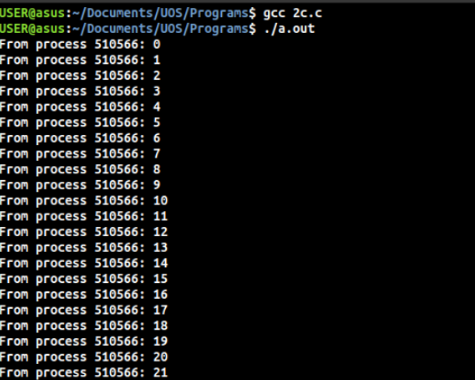 USER@asus:~/Documents/UOS/Programs$ gcc 2c.c
USER@asus:~/Documents/UOS/Programs$ ./a.out
From process 510566: 0
From process 510566: 1
From process 510566: 2
From process 510566: 3
From process 510566: 4
From process 510566: 5
From process 510566: 6
From process 510566: 7
From process 510566: 8
From process 510566: 9
From process 510566: 10
From process 510566: 11
From process 510566: 12
From process 510566: 13
From process 510566: 14
From process 510566: 15
From process 510566: 16
From process 510566: 17
From process 510566: 18
From process 510566: 19
From process 510566: 20
From process 510566: 21